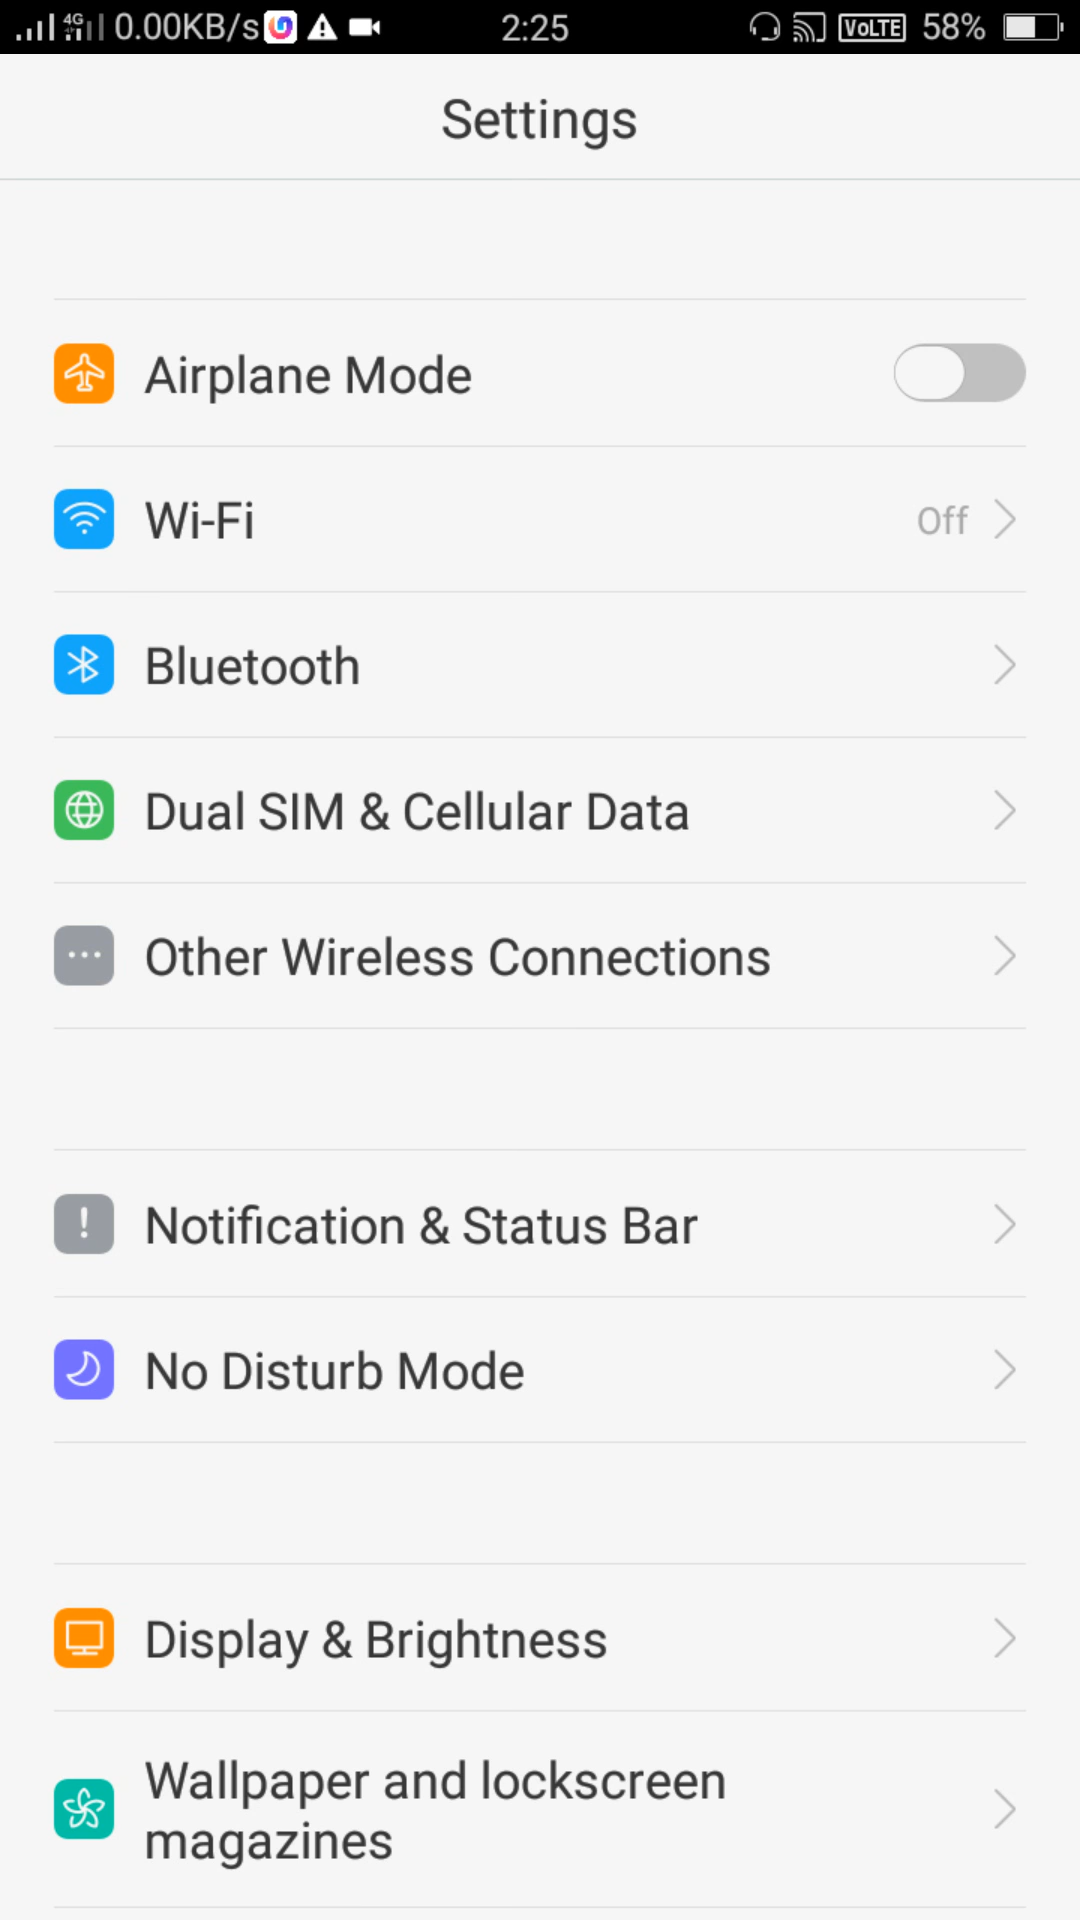 4G 0.00KB/s 2:25 VoLTE 58%
Settings
Airplane Mode
Wi-Fi Off
Bluetooth
Dual SIM & Cellular Data
Other Wireless Connections
Notification & Status Bar
No Disturb Mode
Display & Brightness
Wallpaper and lockscreen
magazines